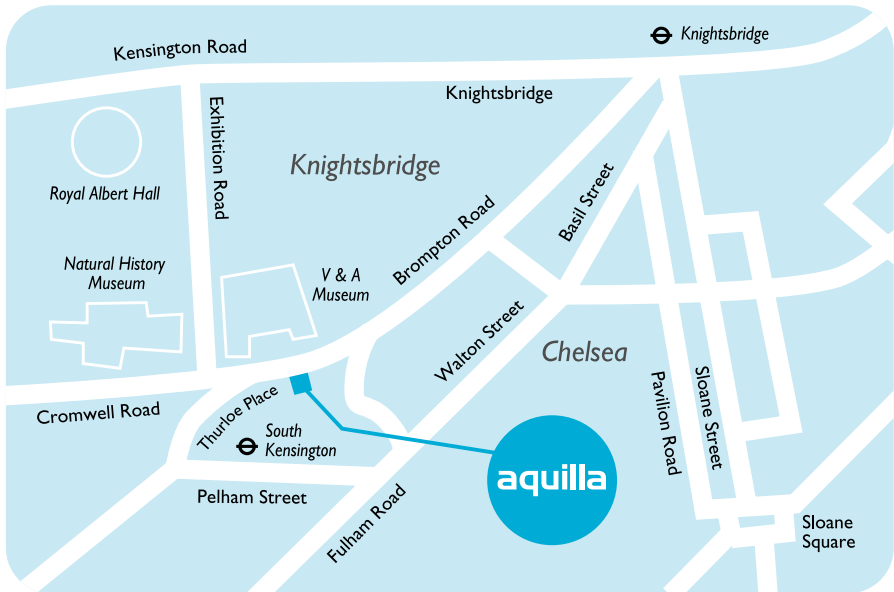 Kensington Road
Knightsbridge
Knightsbridge
Exhibition Road
Royal Albert Hall
Knightsbridge
Basil Street
Brompton Road
Natural History
Museum
V & A
Museum
Walton Street
Chelsea
Pavilion Road
Sloane Street
Cromwell Road
Thurloe Place
South
Kensington
aquilla
Pelham Street
Fulham Road
Sloane
Square